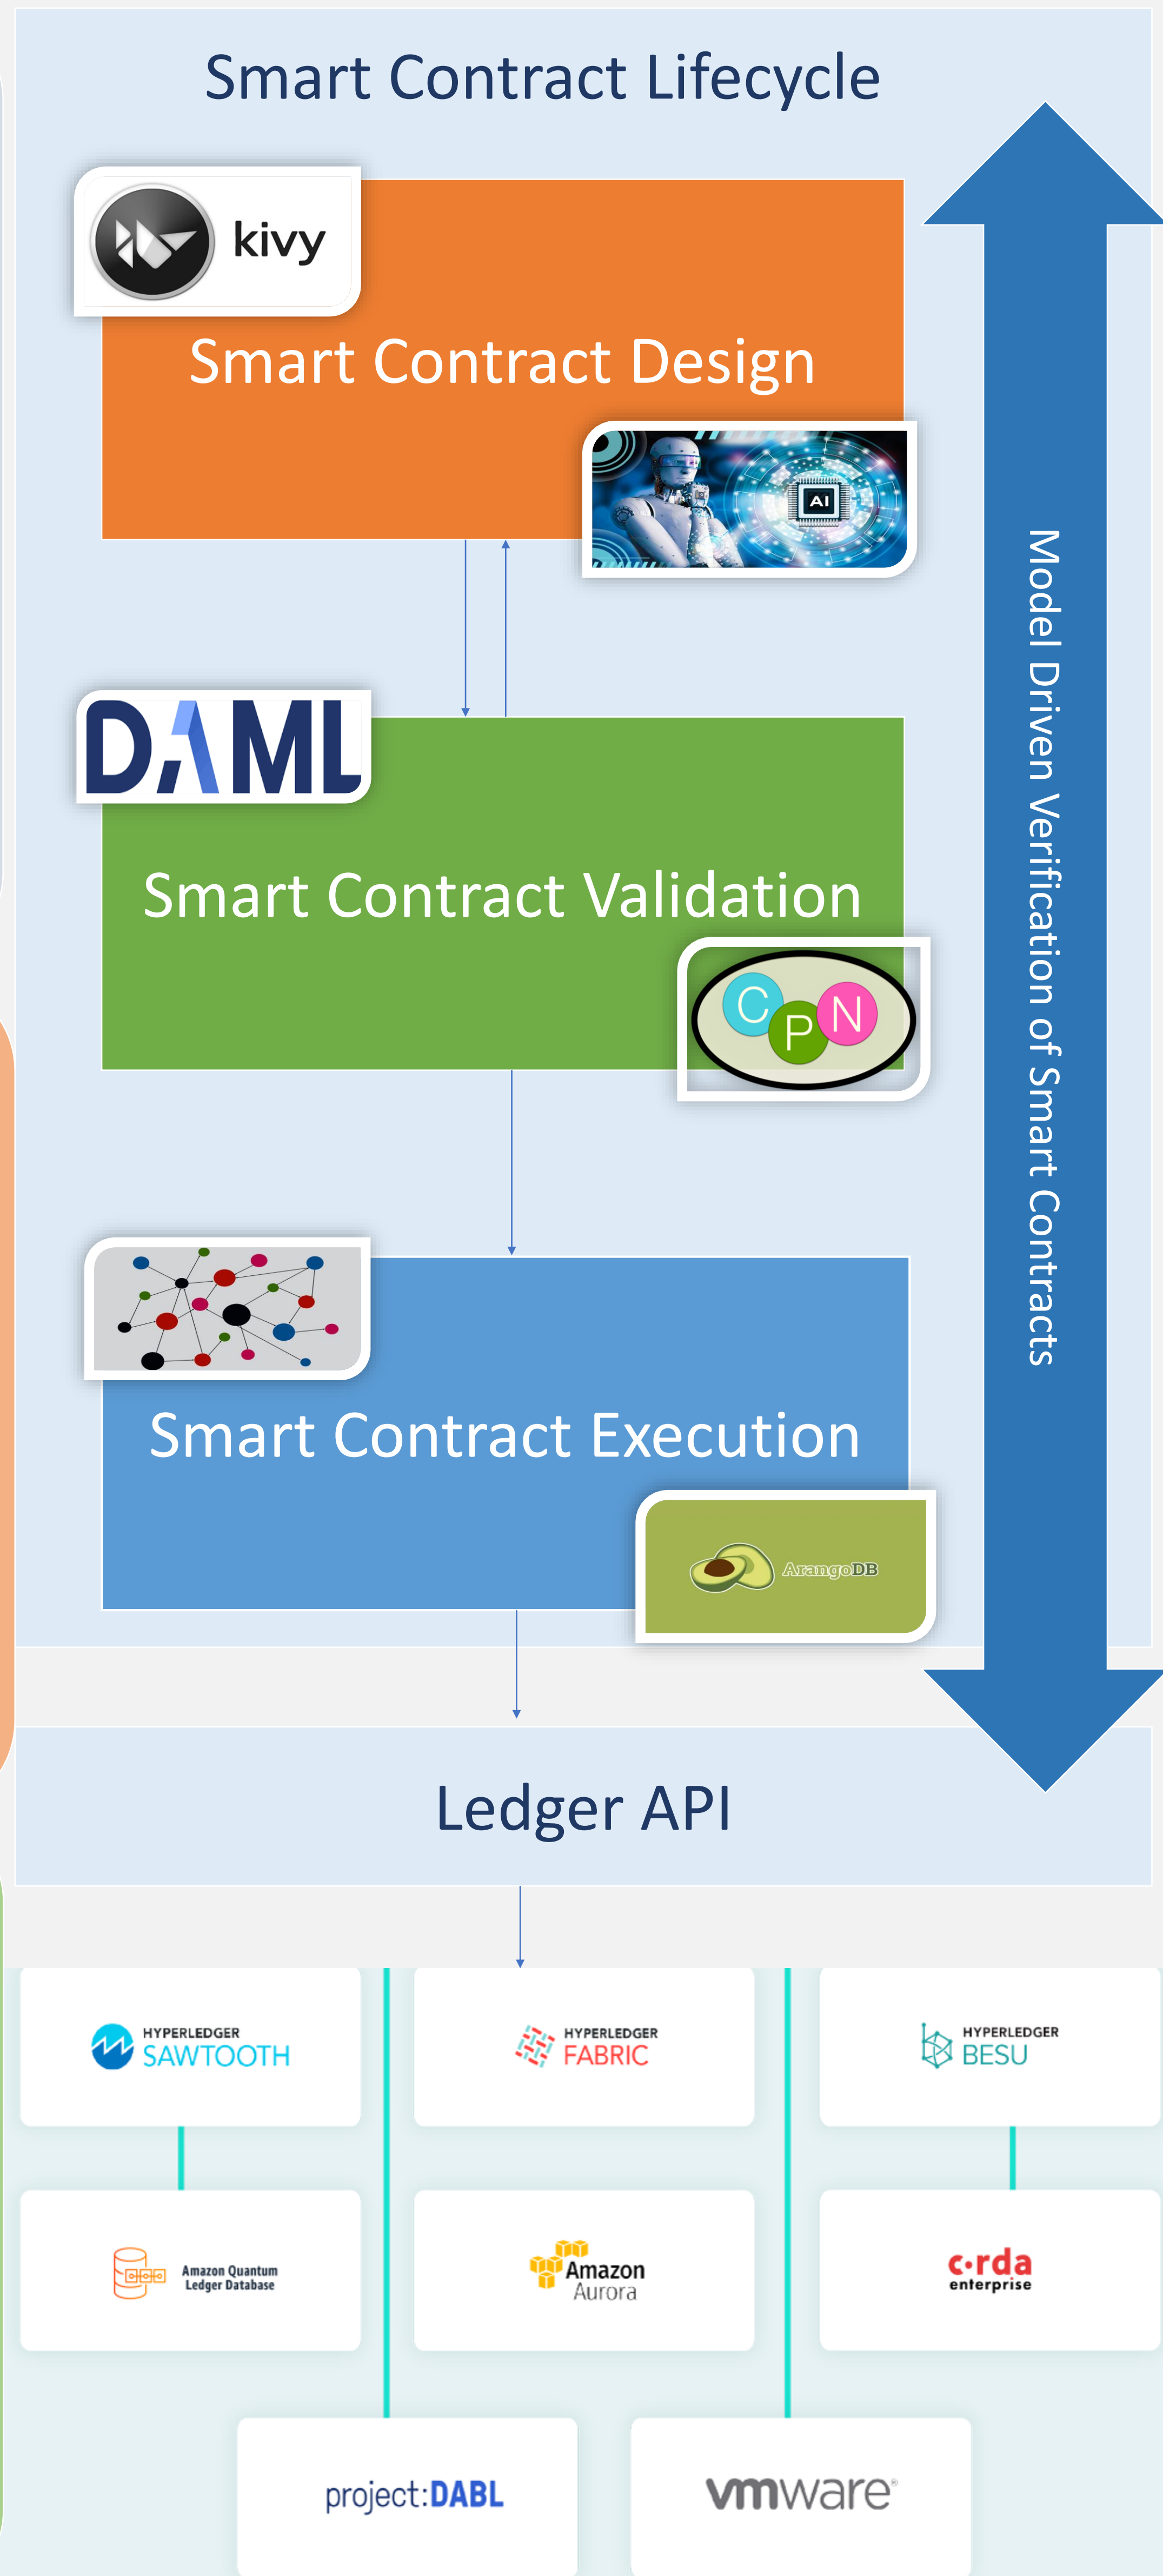 Smart Contract Lifecycle
kivy
Smart Contract Design
AI
DAML
Smart Contract Validation
C P N
Smart Contract Execution
ArangoDB
Model Driven Verification of Smart Contracts
Ledger API
HYPERLEDGER
SAWTOOTH
HYPERLEDGER
FABRIC
HYPERLEDGER
BESU
Amazon Quantum
Ledger Database
Amazon
Aurora
c·rda
enterprise
project:DABL
vmware®